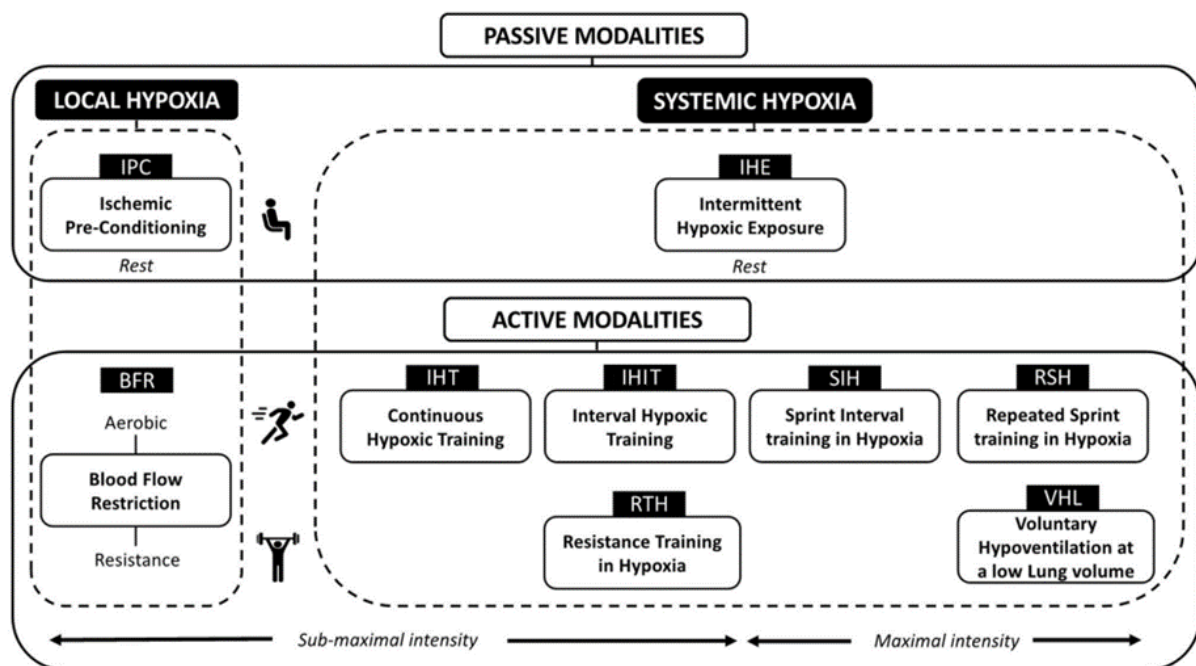 PASSIVE MODALITIES
LOCAL HYPOXIA
SYSTEMIC HYPOXIA
IPC
Ischemic
Pre-Conditioning
Rest
IHE
Intermittent
Hypoxic Exposure
Rest
ACTIVE MODALITIES
BFR
Aerobic
Blood Flow
Restriction
Resistance
IHT
Continuous
Hypoxic Training
IHIT
Interval Hypoxic
Training
SIH
Sprint Interval
training in Hypoxia
RSH
Repeated Sprint
training in Hypoxia
RTH
Resistance Training
in Hypoxia
VHL
Voluntary
Hypoventilation at
a low Lung volume
Sub-maximal intensity
Maximal intensity